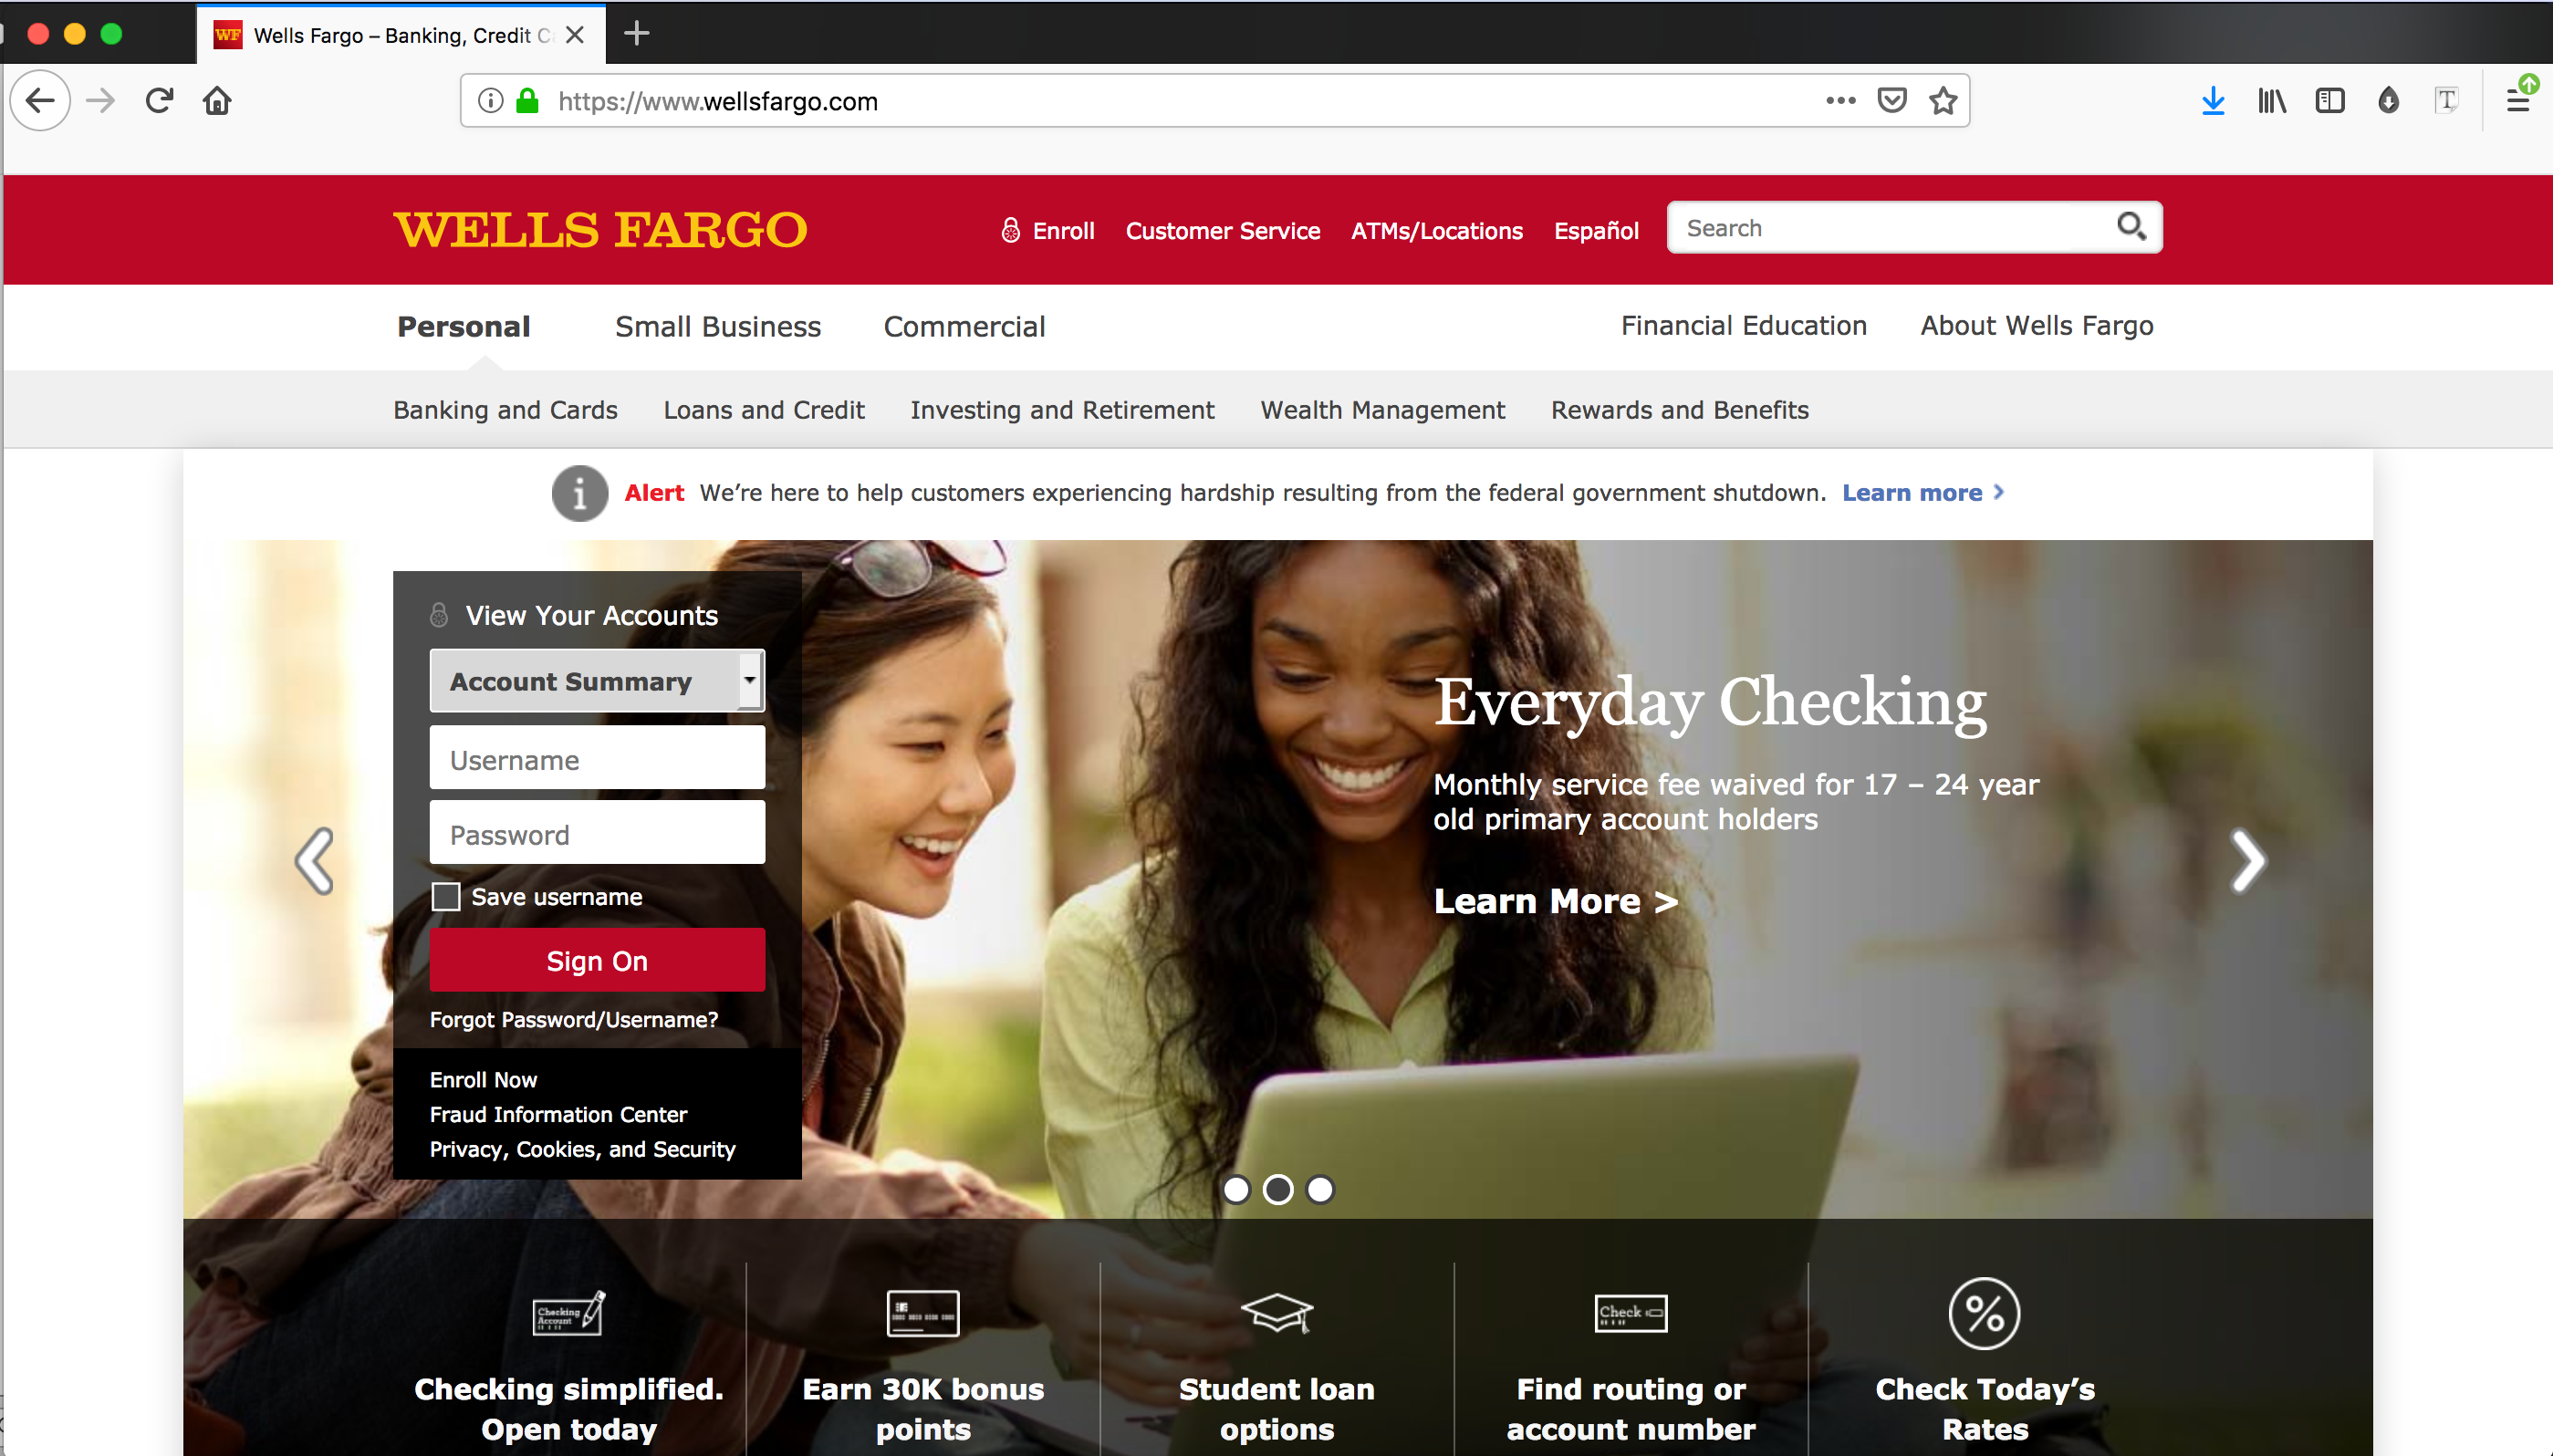 Wells Fargo – Banking, Credit C
https://www.wellsfargo.com
WELLS FARGO
Enroll Customer Service ATMs/Locations Español Search
Personal Small Business Commercial Financial Education About Wells Fargo
Banking and Cards Loans and Credit Investing and Retirement Wealth Management Rewards and Benefits
Alert We’re here to help customers experiencing hardship resulting from the federal government shutdown. Learn more
View Your Accounts
Account Summary
Username
Password
Save username
Sign On
Forgot Password/Username?
Enroll Now
Fraud Information Center
Privacy, Cookies, and Security
Everyday Checking
Monthly service fee waived for 17 – 24 year
old primary account holders
Learn More >
Checking
Account
Checking simplified.
Open today
Earn 30K bonus
points
Student loan
options
Check
Find routing or
account number
%
Check Today’s
Rates